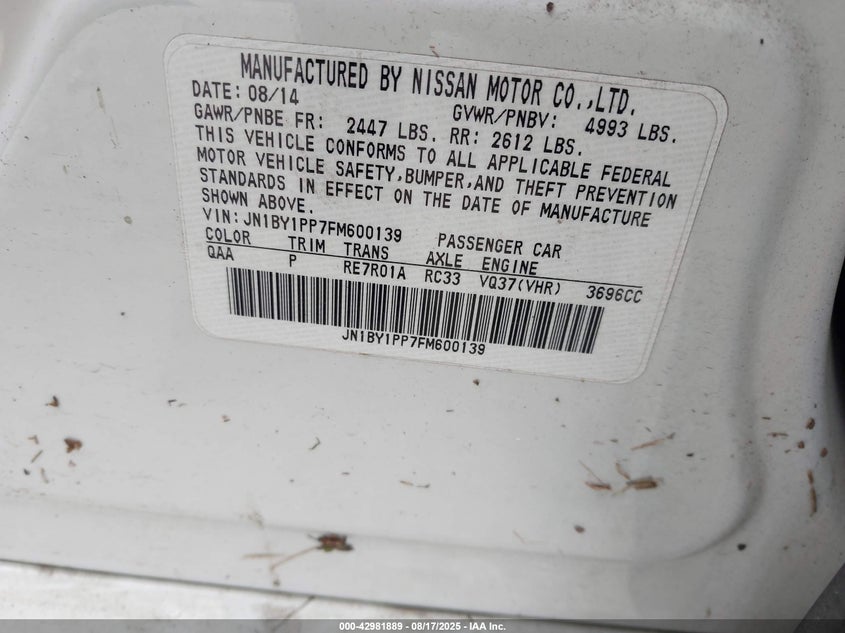 MANUFACTURED BY NISSAN MOTOR CO.,LTD.
DATE: 08/14 GVWR/PNBV: 4993 LBS.
GAWR/PNBE FR: 2447 LBS. RR: 2612 LBS.
THIS VEHICLE CONFORMS TO ALL APPLICABLE FEDERAL
MOTOR VEHICLE SAFETY,BUMPER,AND THEFT PREVENTION
STANDARDS IN EFFECT ON THE DATE OF MANUFACTURE
SHOWN ABOVE.
VIN:JN1BY1PP7FM600139 PASSENGER CAR
COLOR TRIM TRANS AXLE ENGINE
QAA P RE7R01A RC33 VQ37(VHR) 3696CC
JN1BY1PP7FM600139
000-42981889 - 08/17/2025 - IAA Inc.